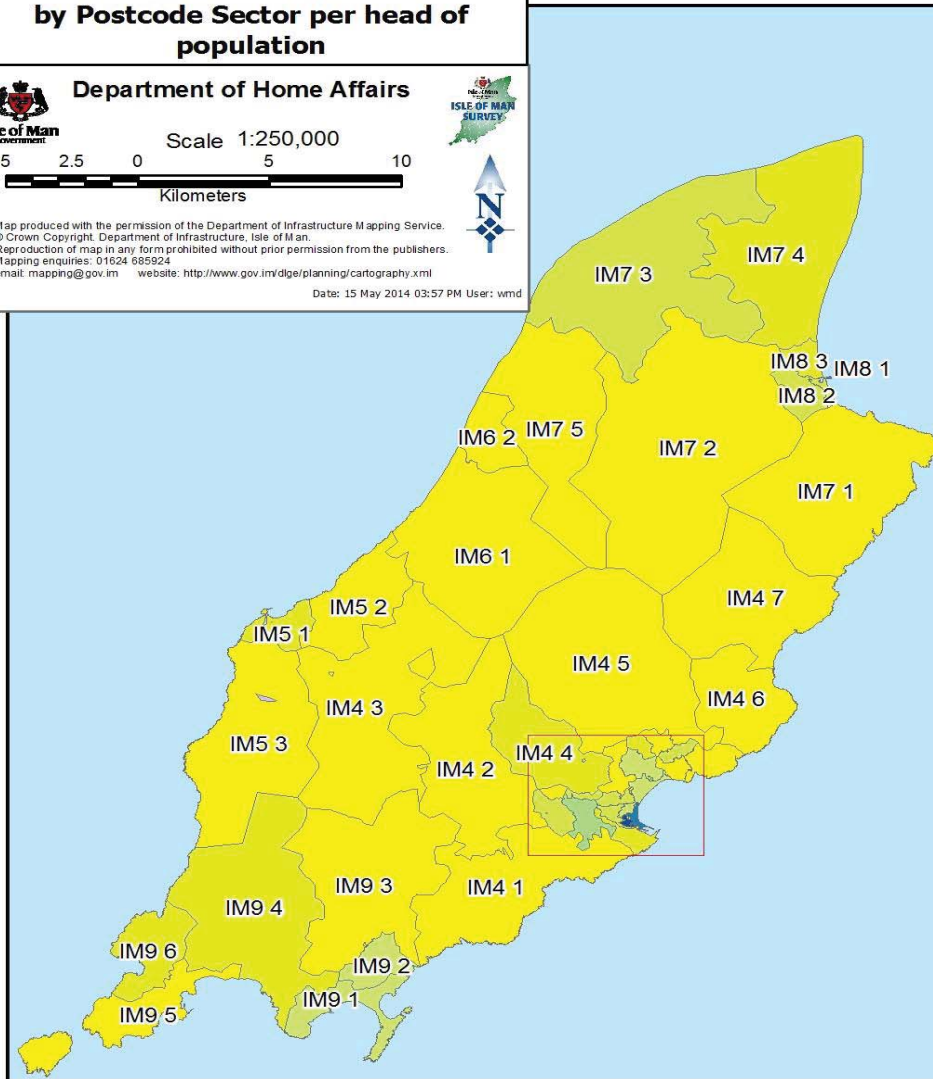 by Postcode Sector per head of
population
Department of Home Affairs
Isle of Man
ISLE OF MAN
SURVEY
Scale 1:250,000
5 2.5 0 5 10
Kilometers
N
Map produced with the permission of the Department of Infrastructure Mapping Service.
© Crown Copyright. Department of Infrastructure, Isle of Man.
Reproduction of map in any form prohibited without prior permission from the publishers.
Mapping enquiries: 01624 685924
email: mapping@gov.im website: http://www.gov.im/dlge/planning/cartography.xml
Date: 15 May 2014 03:57 PM User: wmd
IM7 3
IM7 4
IM8 3
IM8 1
IM8 2
IM6 2
IM7 5
IM7 2
IM7 1
IM6 1
IM5 2
IM4 7
IM5 1
IM4 5
IM4 3
IM4 6
IM5 3
IM4 4
IM4 2
IM9 3
IM4 1
IM9 4
IM9 6
IM9 2
IM9 1
IM9 5